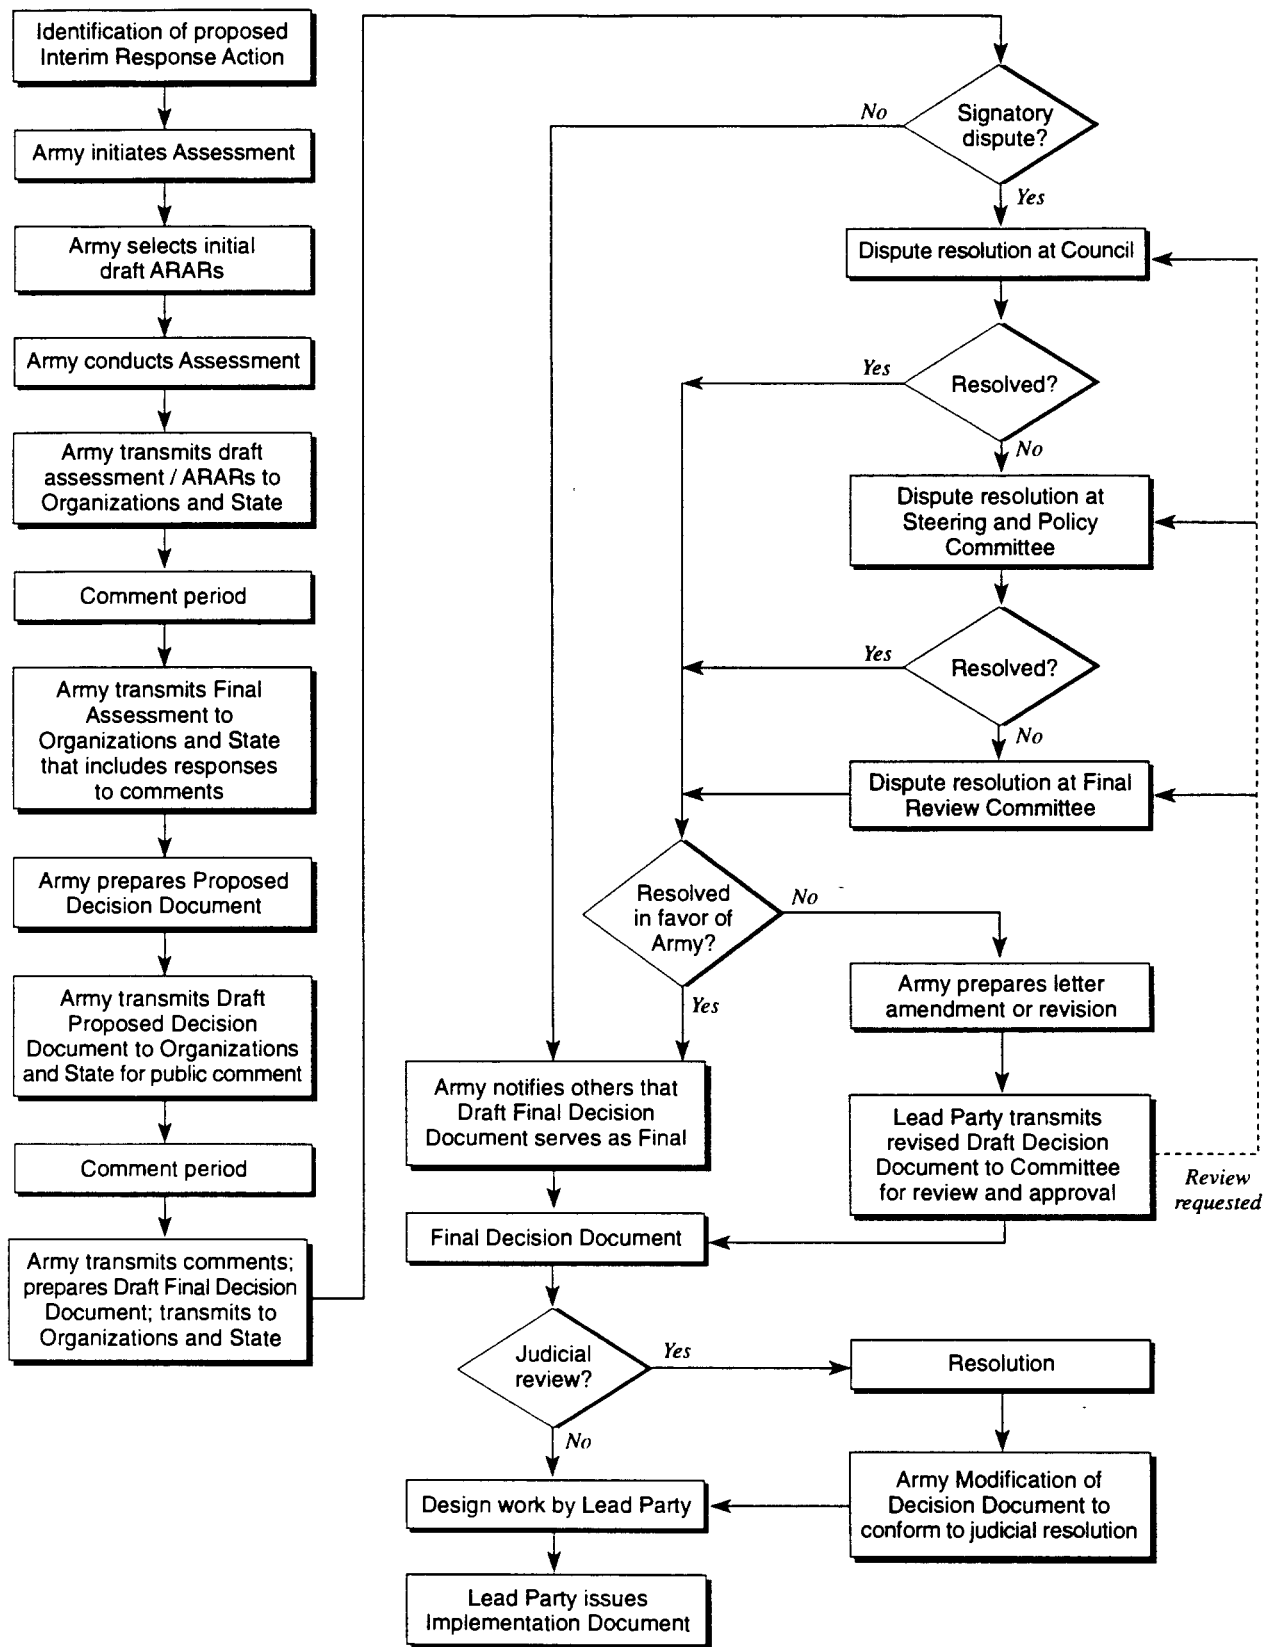 Identification of proposed
Interim Response Action
Army initiates Assessment
Army selects initial
draft ARARs
Army conducts Assessment
Army transmits draft
assessment / ARARs to
Organizations and State
Comment period
Army transmits Final
Assessment to
Organizations and State
that includes responses
to comments
Army prepares Proposed
Decision Document
Army transmits Draft
Proposed Decision
Document to Organizations
and State for public comment
Comment period
Army transmits comments;
prepares Draft Final Decision
Document; transmits to
Organizations and State
Signatory
dispute?
No
Yes
Dispute resolution at Council
Resolved?
Yes
No
Dispute resolution at
Steering and Policy
Committee
Resolved?
Yes
No
Dispute resolution at Final
Review Committee
Resolved
in favor of
Army?
No
Yes
Army prepares letter
amendment or revision
Lead Party transmits
revised Draft Decision
Document to Committee
for review and approval
Review
requested
Army notifies others that
Draft Final Decision
Document serves as Final
Final Decision Document
Judicial
review?
Yes
No
Resolution
Army Modification of
Decision Document to
conform to judicial resolution
Design work by Lead Party
Lead Party issues
Implementation Document